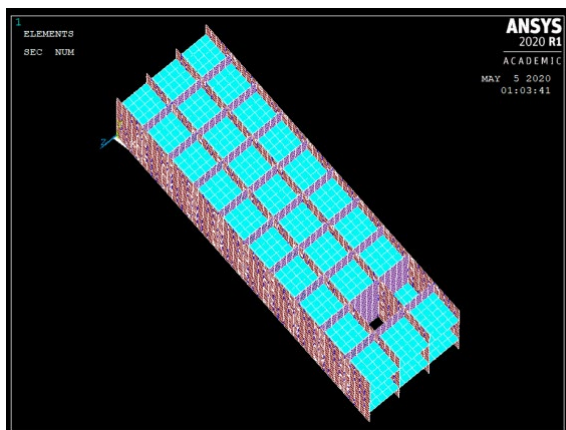 1
ELEMENTS
SEC NUM
ANSYS
2020 R1
ACADEMIC
MAY 5 2020
01:03:41
Z